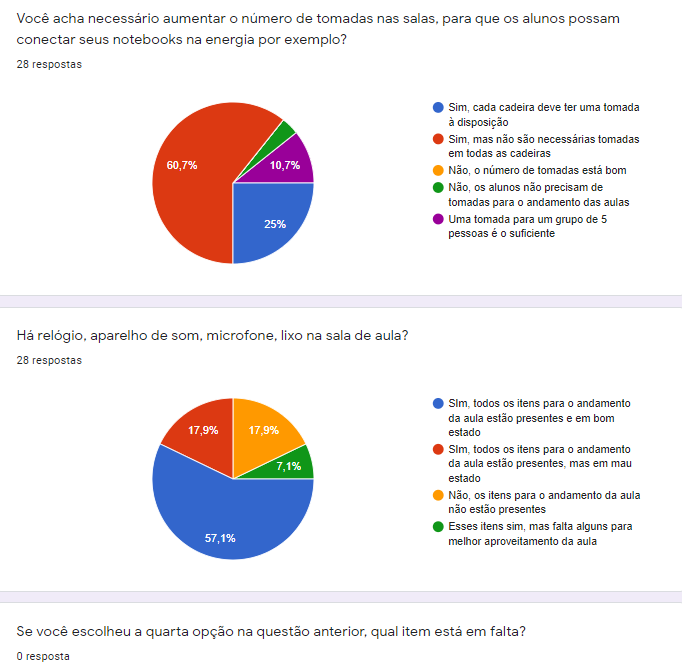 Você acha necessário aumentar o número de tomadas nas salas, para que os alunos possam
conectar seus notebooks na energia por exemplo?
28 respostas
60,7%
10,7%
25%
Sim, cada cadeira deve ter uma tomada
à disposição
Sim, mas não são necessárias tomadas
em todas as cadeiras
Não, o número de tomadas está bom
Não, os alunos não precisam de
tomadas para o andamento das aulas
Uma tomada para um grupo de 5
pessoas é o suficiente
Há relógio, aparelho de som, microfone, lixo na sala de aula?
28 respostas
17,9%
17,9%
7,1%
57,1%
SIm, todos os itens para o andamento
da aula estão presentes e em bom
estado
SIm, todos os itens para o andamento
da aula estão presentes, mas em mau
estado
Não, os itens para o andamento da aula
não estão presentes
Esses itens sim, mas falta alguns para
melhor aproveitamento da aula
Se você escolheu a quarta opção na questão anterior, qual item está em falta?
0 resposta